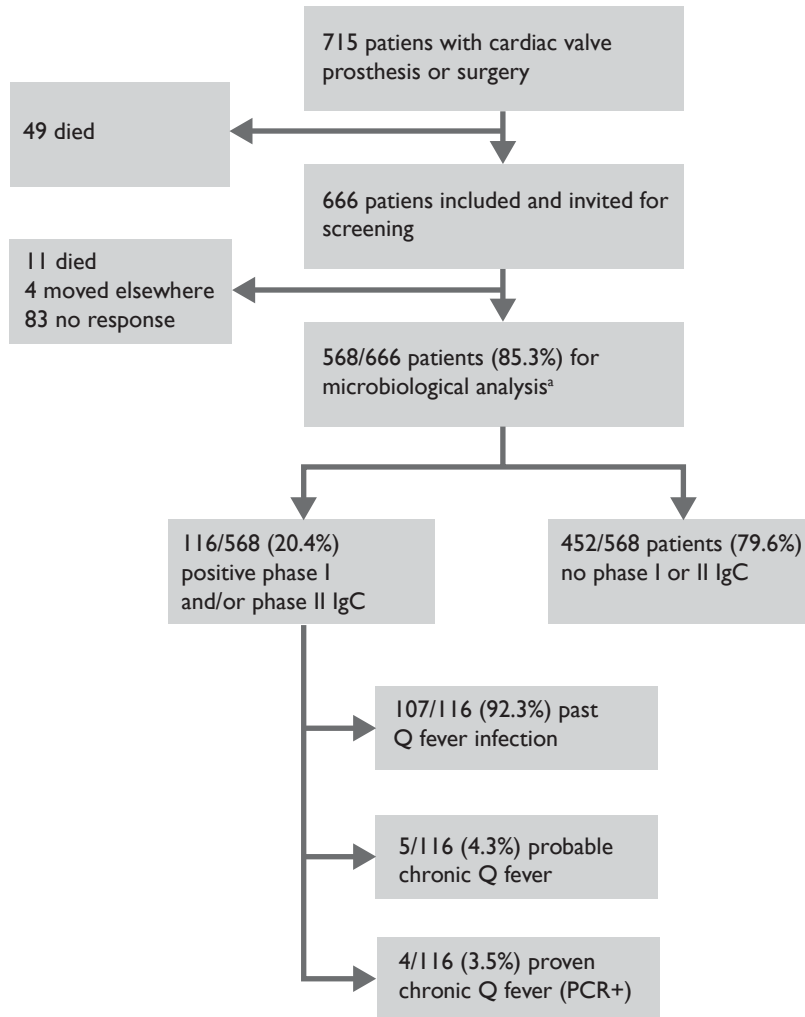 715 patiens with cardiac valve
prosthesis or surgery
49 died
666 patiens included and invited for
screening
11 died
4 moved elsewhere
83 no response
568/666 patients (85.3%) for
microbiological analysisᵃ
116/568 (20.4%)
positive phase I
and/or phase II IgC
452/568 patients (79.6%)
no phase I or II IgC
107/116 (92.3%) past
Q fever infection
5/116 (4.3%) probable
chronic Q fever
4/116 (3.5%) proven
chronic Q fever (PCR+)